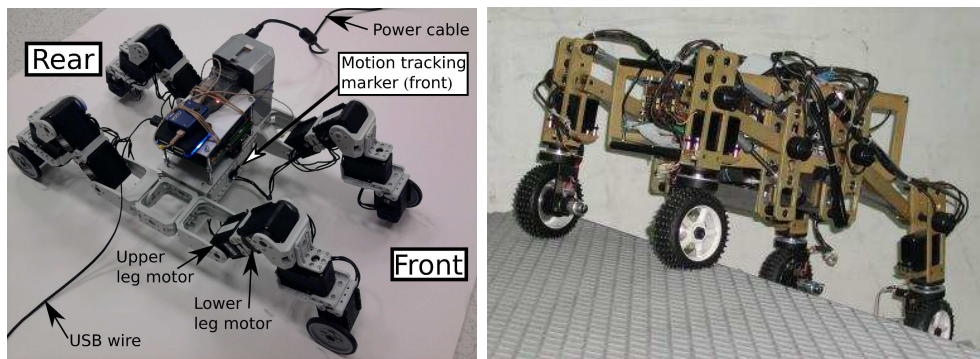 Power cable
Rear
Motion tracking
marker (front)
Upper
leg motor
Front
Lower
leg motor
USB wire